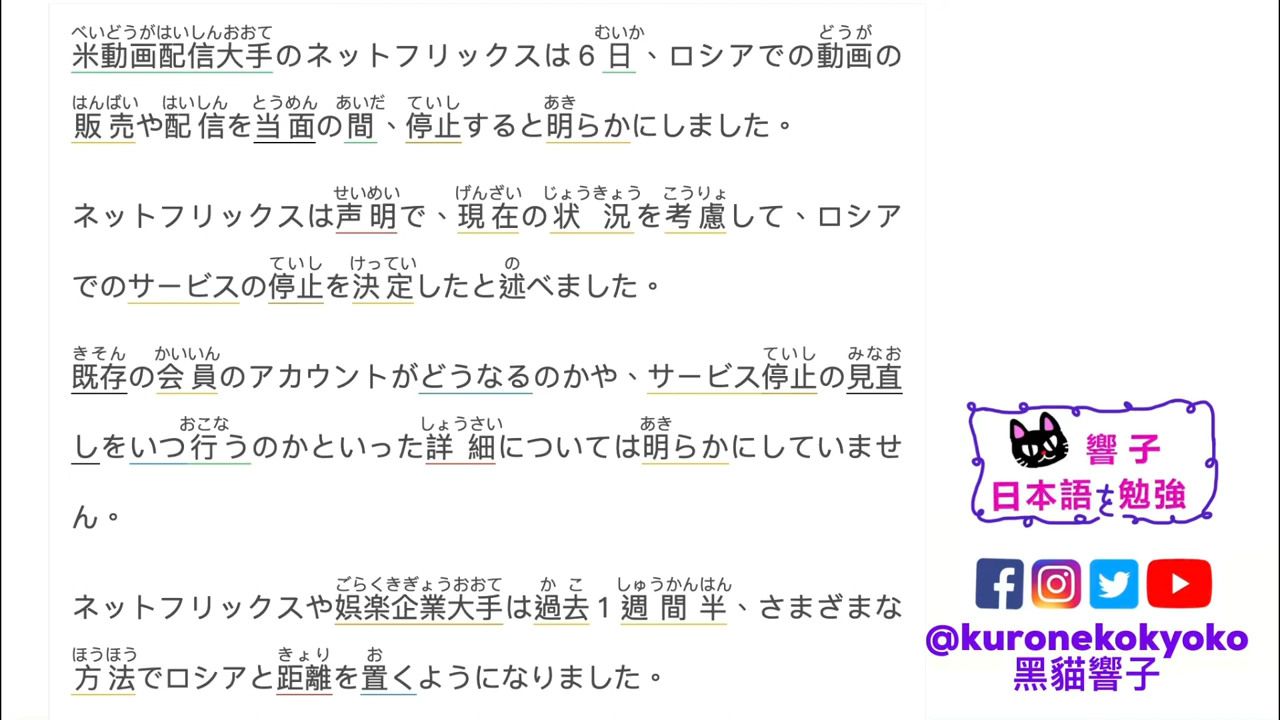 べいどうがはいしんおおて むいか どうが
米動画配信大手のネットフリックスは６日、ロシアでの動画の
はんばい はいしん とうめん あいだ ていし あき
販売や配信を当面の間、停止すると明らかにしました。
せいめい げんざい じょうきょう こうりょ
ネットフリックスは声明で、現在の状況を考慮して、ロシア
ていし けってい の
でのサービスの停止を決定したと述べました。
きそん かいいん ていし みなお
既存の会員のアカウントがどうなるのかや、サービス停止の見直
おこな しょうさい あき
しをいつ行うのかといった詳細については明らかにしていませ
ん。
ごらくきぎょうおおて かこ しゅうかんはん
ネットフリックスや娯楽企業大手は過去１週間半、さまざまな
ほうほう きょり お
方法でロシアと距離を置くようになりました。
響子
日本語を勉強
@kuronekokyoko
黑貓響子